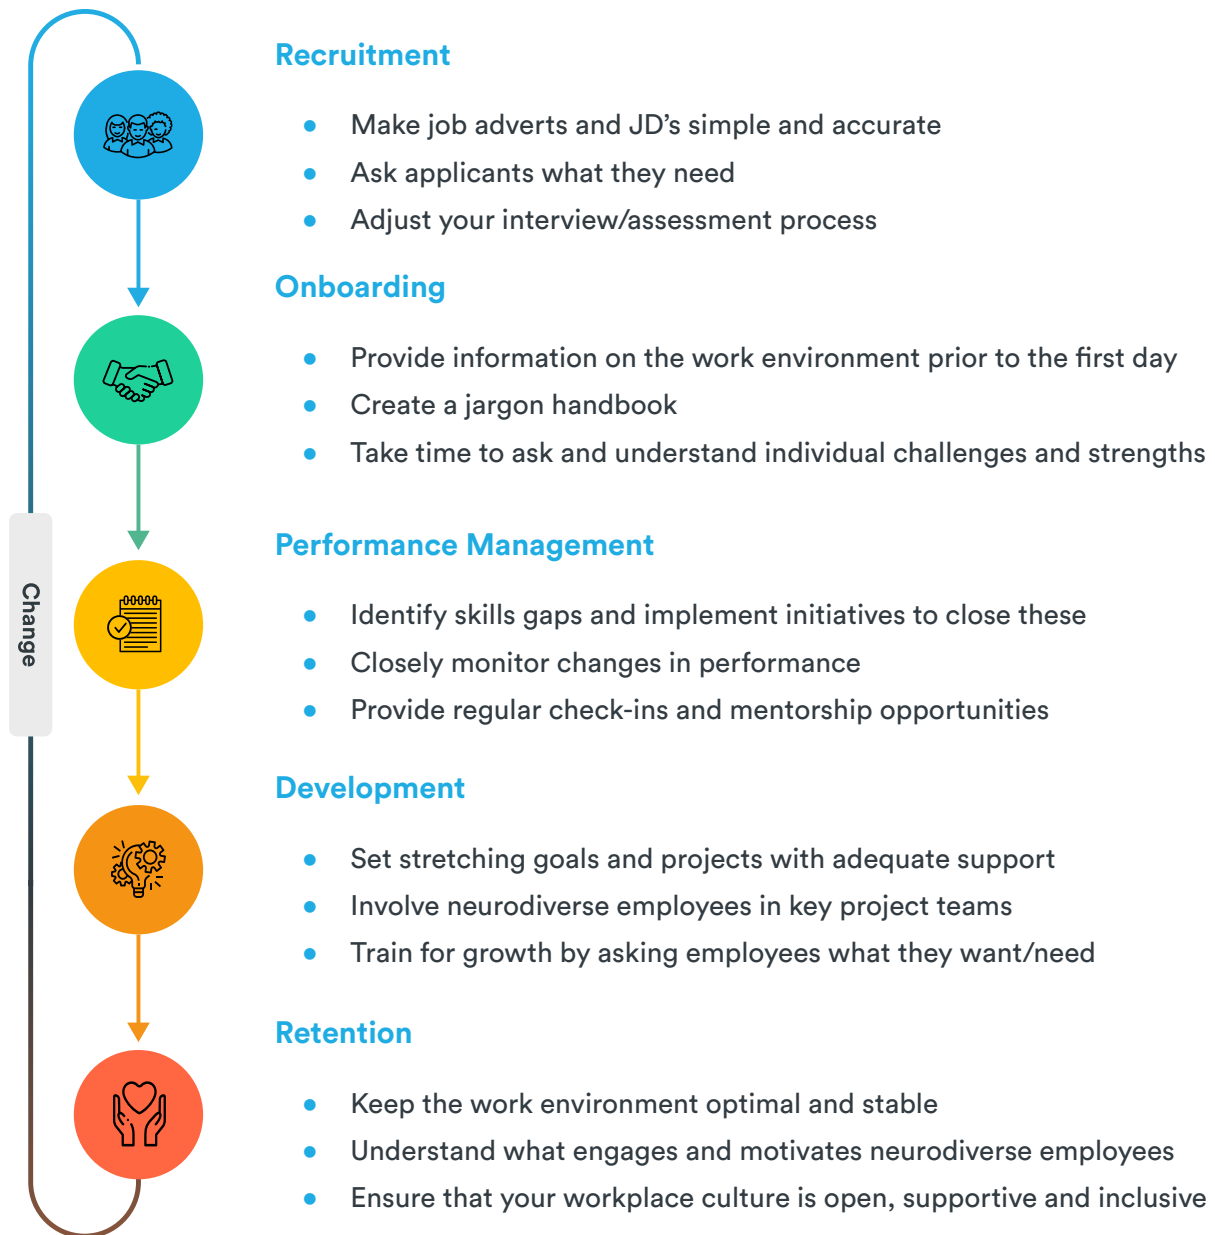 Recruitment
Make job adverts and JD's simple and accurate
Ask applicants what they need
Adjust your interview/assessment process
Onboarding
Provide information on the work environment prior to the first day
Create a jargon handbook
Take time to ask and understand individual challenges and strengths
Change
Performance Management
Identify skills gaps and implement initiatives to close these
Closely monitor changes in performance
Provide regular check-ins and mentorship opportunities
Development
Set stretching goals and projects with adequate support
Involve neurodiverse employees in key project teams
Train for growth by asking employees what they want/need
Retention
Keep the work environment optimal and stable
Understand what engages and motivates neurodiverse employees
Ensure that your workplace culture is open, supportive and inclusive